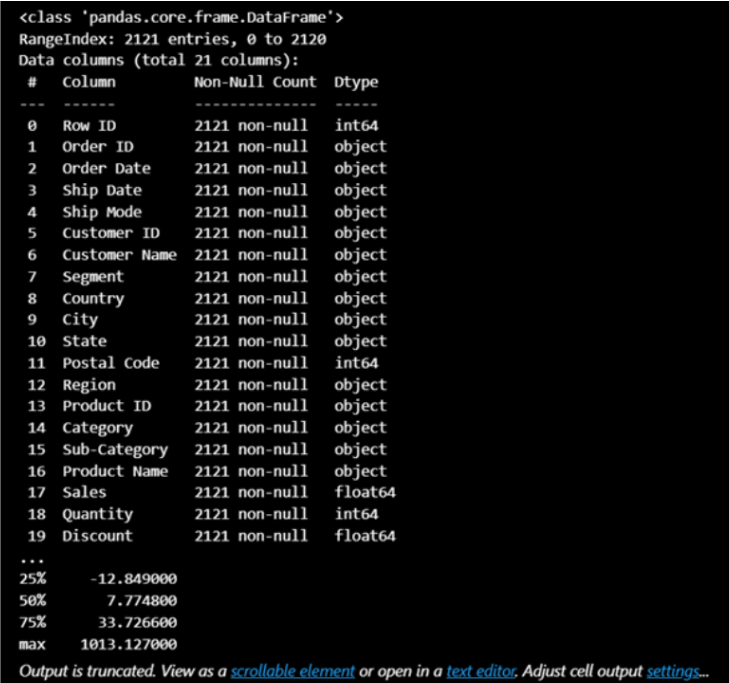 <class 'pandas.core.frame.DataFrame'>
RangeIndex: 2121 entries, 0 to 2120
Data columns (total 21 columns):
 #   Column         Non-Null Count  Dtype
---  ------         --------------  -----
 0   Row ID         2121 non-null   int64
 1   Order ID       2121 non-null   object
 2   Order Date     2121 non-null   object
 3   Ship Date      2121 non-null   object
 4   Ship Mode      2121 non-null   object
 5   Customer ID    2121 non-null   object
 6   Customer Name  2121 non-null   object
 7   Segment        2121 non-null   object
 8   Country        2121 non-null   object
 9   City           2121 non-null   object
 10  State          2121 non-null   object
 11  Postal Code    2121 non-null   int64
 12  Region         2121 non-null   object
 13  Product ID     2121 non-null   object
 14  Category       2121 non-null   object
 15  Sub-Category   2121 non-null   object
 16  Product Name   2121 non-null   object
 17  Sales          2121 non-null   float64
 18  Quantity       2121 non-null   int64
 19  Discount       2121 non-null   float64
...
25%     -12.849000
50%       7.774800
75%      33.726600
max    1013.127000
Output is truncated. View as a scrollable element or open in a text editor. Adjust cell output settings...